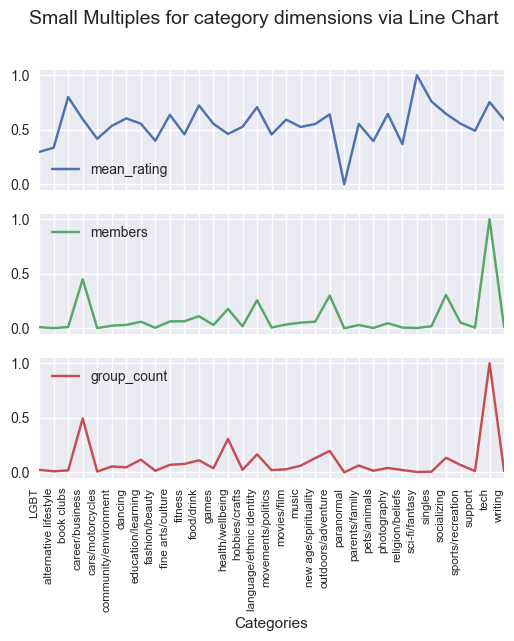 Small Multiples for category dimensions via Line Chart
1.0
0.5
0.0
mean_rating
1.0
0.5
0.0
members
1.0
0.5
0.0
group_count
LGBT
alternative lifestyle
book clubs
career/business
cars/motorcycles
community/environment
dancing
education/learning
fashion/beauty
fine arts/culture
fitness
food/drink
games
health/wellbeing
hobbies/crafts
language/ethnic identity
movements/politics
movies/film
music
new age/spirituality
outdoors/adventure
paranormal
parents/family
pets/animals
photography
religion/beliefs
sci-fi/fantasy
singles
socializing
sports/recreation
support
tech
writing
Categories